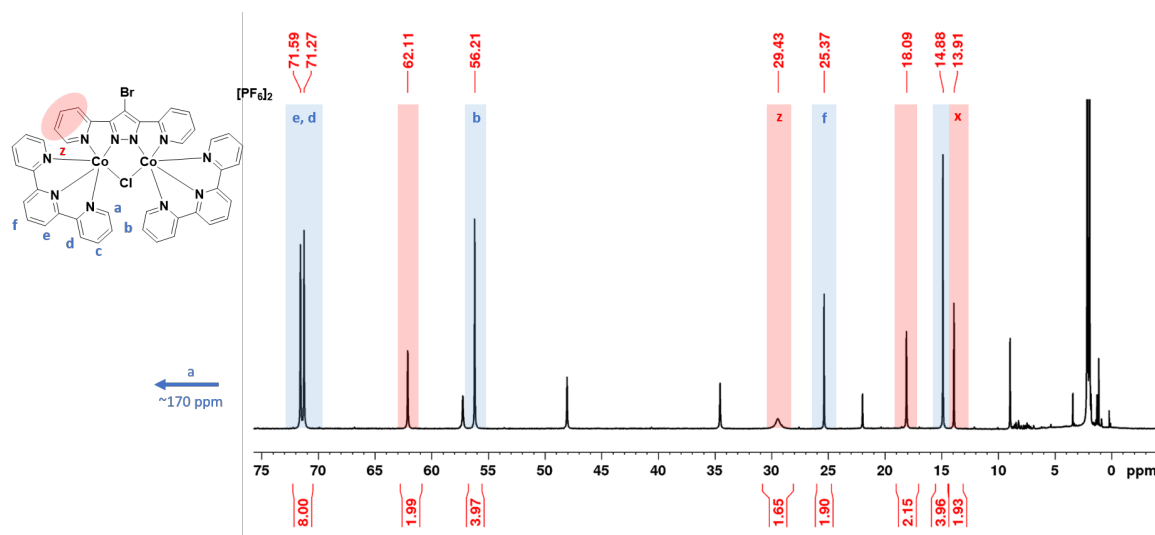 71.59
71.27
62.11
56.21
29.43
25.37
18.09
14.88
13.91
[PF6]2
Br
e, d
b
z
f
x
N
N
N
N
z
N
Co
Co
N
N
Cl
N
N
N
a
f
e
d
c
b
a
~170 ppm
75
70
65
60
55
50
45
40
35
30
25
20
15
10
5
0
ppm
8.00
1.99
3.97
1.65
1.90
2.15
3.96
1.93